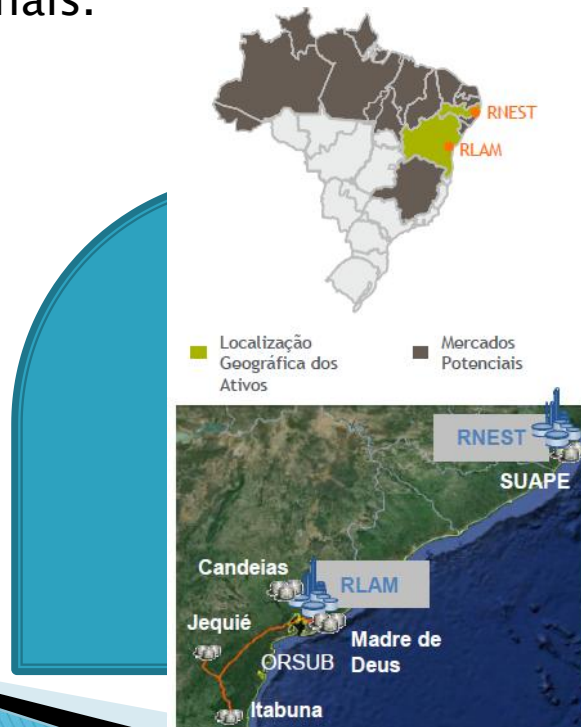 nais.
RNEST
RLAM
Localização
Geográfica dos
Ativos
Mercados
Potenciais
RNEST
SUAPE
Candeias
RLAM
Jequié
Madre de
Deus
ORSUB
Itabuna